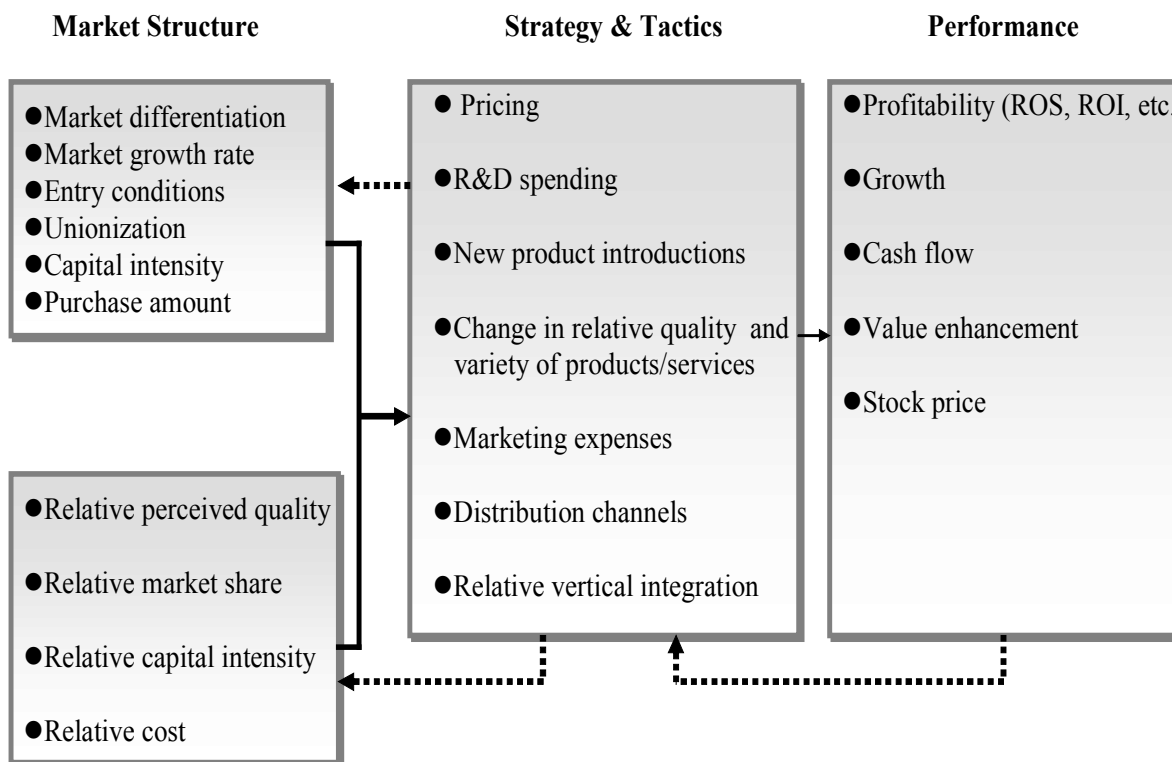 Market Structure
●Market differentiation
●Market growth rate
●Entry conditions
●Unionization
●Capital intensity
●Purchase amount
●Relative perceived quality
●Relative market share
●Relative capital intensity
●Relative cost
Strategy & Tactics
● Pricing
●R&D spending
●New product introductions
●Change in relative quality and
variety of products/services
●Marketing expenses
●Distribution channels
●Relative vertical integration
Performance
●Profitability (ROS, ROI, etc.
●Growth
●Cash flow
●Value enhancement
●Stock price